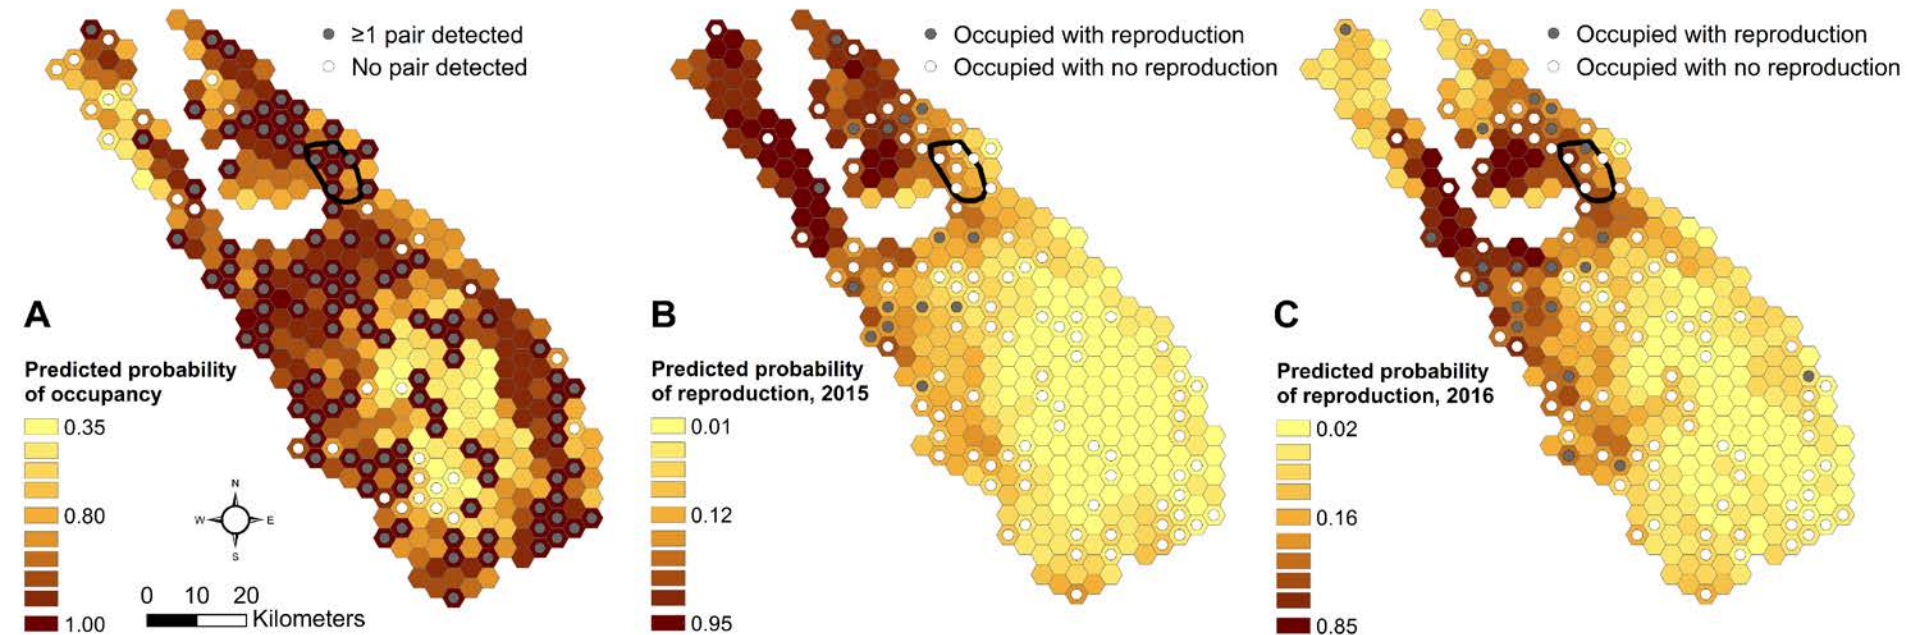 ≥1 pair detected
No pair detected
A
Predicted probability
of occupancy
0.35
0.80
1.00
N
W
E
S
0 10 20
Kilometers
Occupied with reproduction
Occupied with no reproduction
B
Predicted probability
of reproduction, 2015
0.01
0.12
0.95
Occupied with reproduction
Occupied with no reproduction
C
Predicted probability
of reproduction, 2016
0.02
0.16
0.85